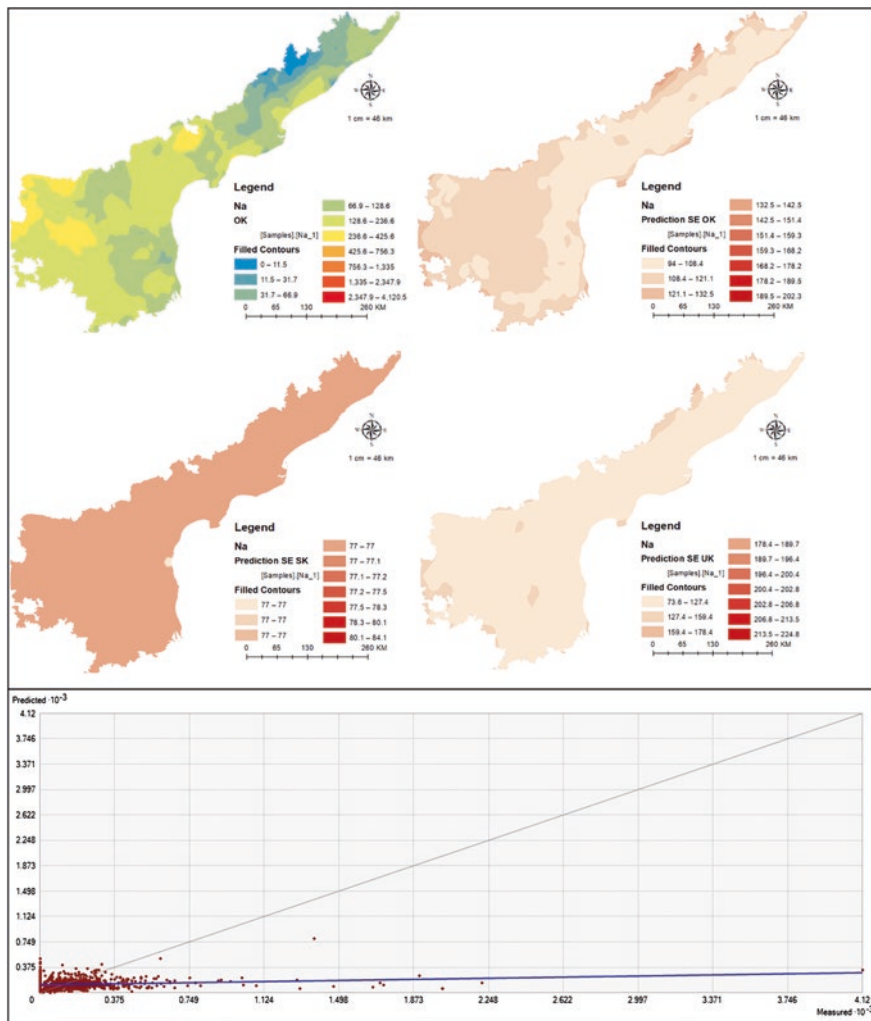 N
W
E
S
1 cm = 46 km
Legend
Na
OK
[Samples].[Na_1]
Filled Contours
0 – 11.5
11.5 – 31.7
31.7 – 66.9
66.9 – 128.6
128.6 – 236.6
236.6 – 425.6
425.6 – 756.3
756.3 – 1,335
1,335 – 2,347.9
2,347.9 – 4,120.5
0 65 130 260 KM
N
W
E
S
1 cm = 46 km
Legend
Na
Prediction SE OK
[Samples].[Na_1]
Filled Contours
94 – 108.4
108.4 – 121.1
121.1 – 132.5
132.5 – 142.5
142.5 – 151.4
151.4 – 159.3
159.3 – 168.2
168.2 – 178.2
178.2 – 189.5
189.5 – 202.3
0 65 130 260 KM
N
W
E
S
1 cm = 46 km
Legend
Na
Prediction SE SK
[Samples].[Na_1]
Filled Contours
77 – 77
77 – 77
77 – 77
77 – 77
77 – 77.1
77.1 – 77.2
77.2 – 77.5
77.5 – 78.3
78.3 – 80.1
80.1 – 84.1
0 65 130 260 KM
N
W
E
S
1 cm = 46 km
Legend
Na
Prediction SE UK
[Samples].[Na_1]
Filled Contours
73.6 – 127.4
127.4 – 159.4
159.4 – 178.4
178.4 – 189.7
189.7 – 196.4
196.4 – 200.4
200.4 – 202.8
202.8 – 206.8
206.8 – 213.5
213.5 – 224.8
0 65 130 260 KM
Predicted ·10⁻³
4.12
3.746
3.371
2.997
2.622
2.248
1.873
1.498
1.124
0.749
0.375
0 0.375 0.749 1.124 1.498 1.873 2.248 2.622 2.997 3.371 3.746 4.12
Measured ·10⁻³